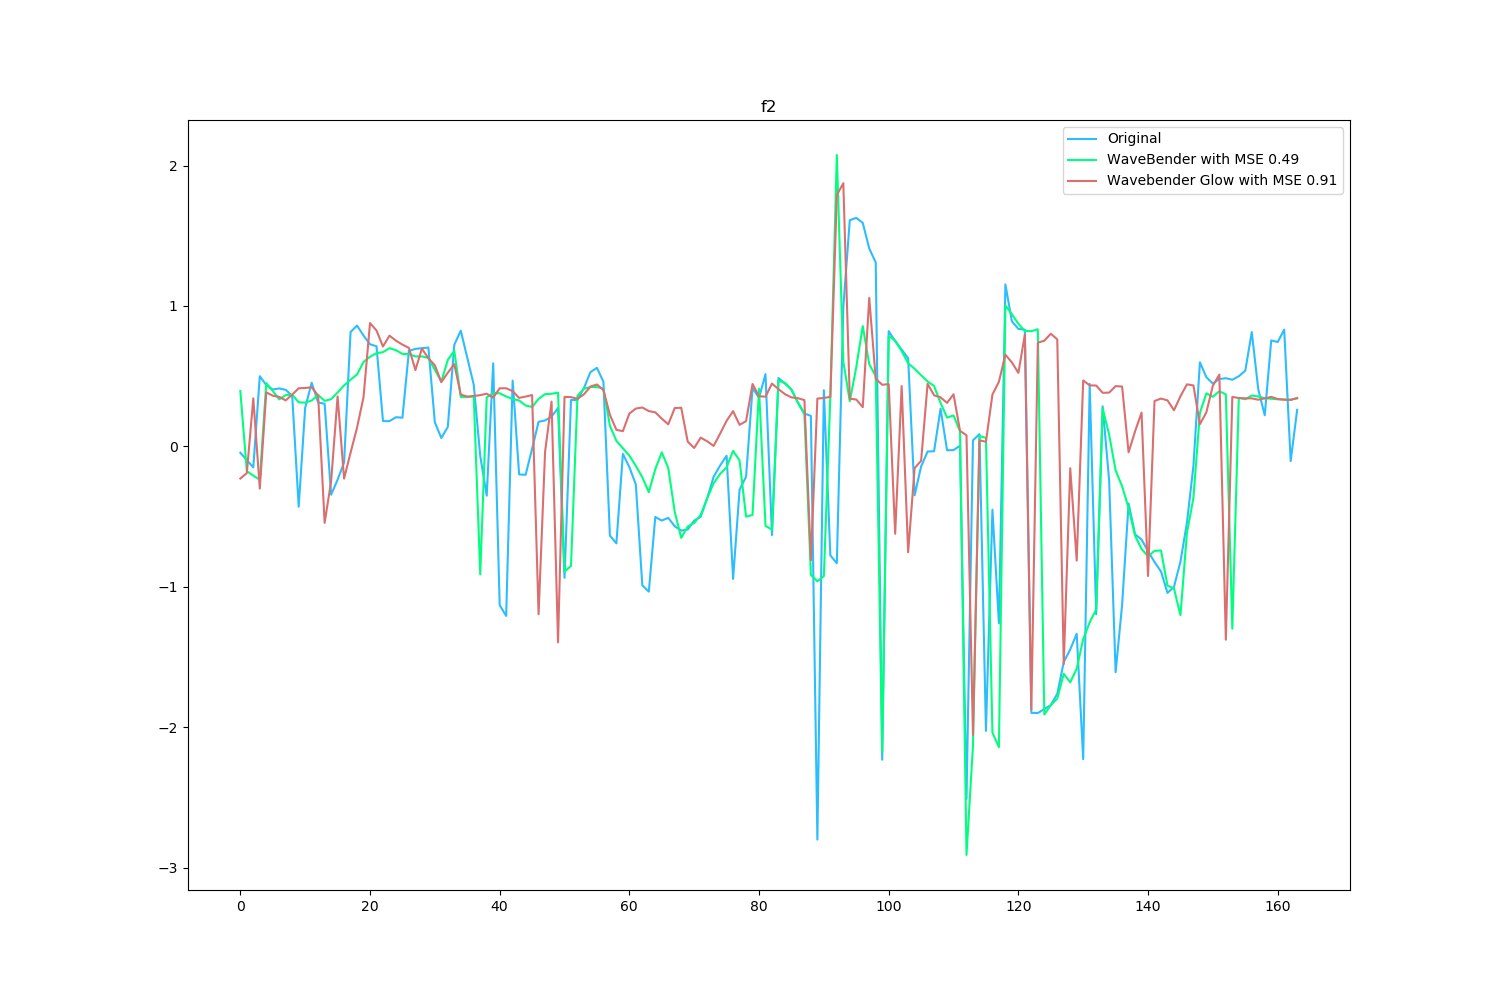 f2
Original
WaveBender with MSE 0.49
Wavebender Glow with MSE 0.91
2
1
0
−1
−2
−3
0 20 40 60 80 100 120 140 160